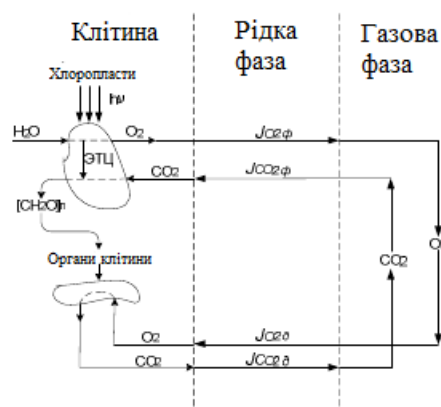 Клітина
Рідка
фаза
Газова
фаза
Хлоропласти
hν
H2O
O2
JO2ф
ЭТЦ
CO2
JCO2ф
[CH2O]n
O
CO2
Органи клітини
O2
JO2д
CO2
JCO2д